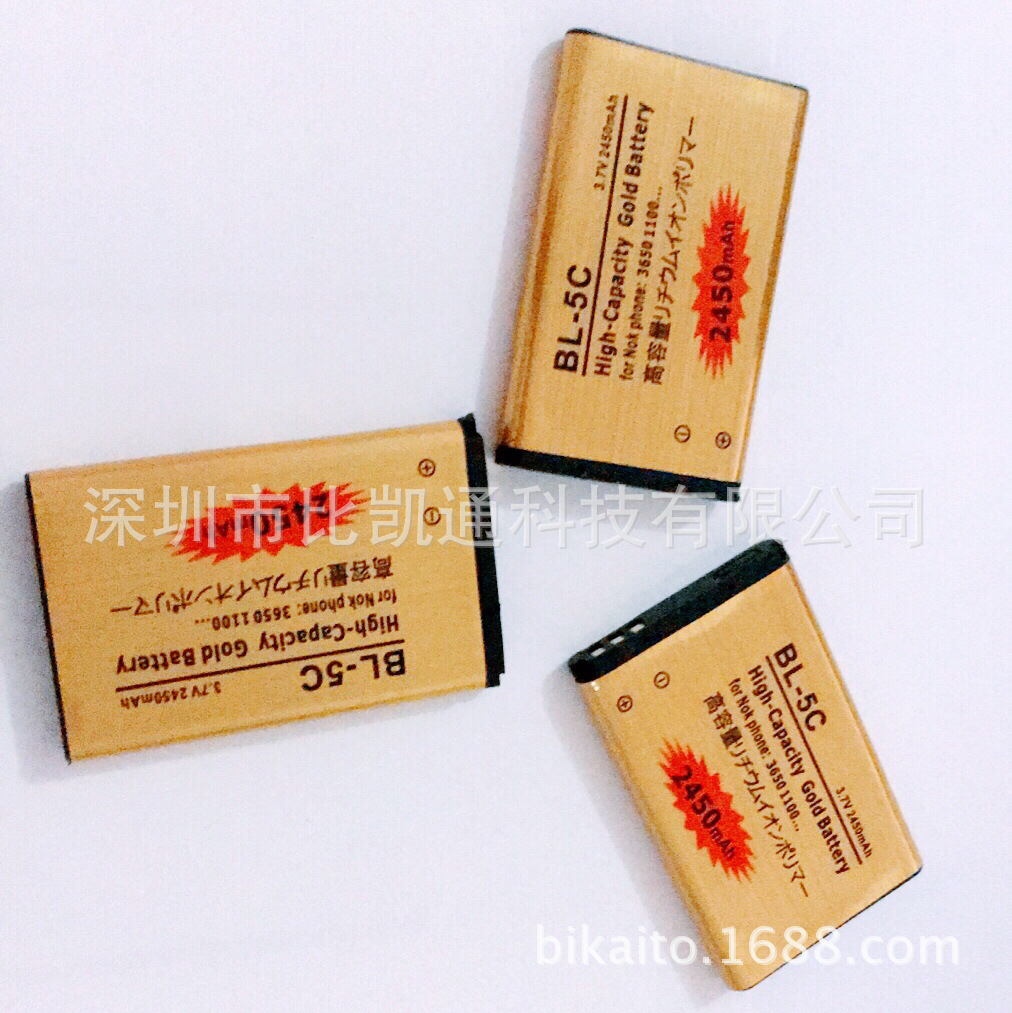 BL-5C
3.7V 2450mAh
High-Capacity Gold Battery
for Nok phone: 3650 1100...
高容量リチウムイオンポリマー
2450mAh
深圳市比凯通科技有限公司
2450mAh
高容量リチウムイオンポリマー
for Nok phone: 3650 1100...
High-Capacity Gold Battery
BL-5C
3.7V 2450mAh
BL-5C
3.7V 2450mAh
High-Capacity Gold Battery
for Nok phone: 3650 1100...
高容量リチウムイオンポリマー
2450mAh
bikaito.1688.com